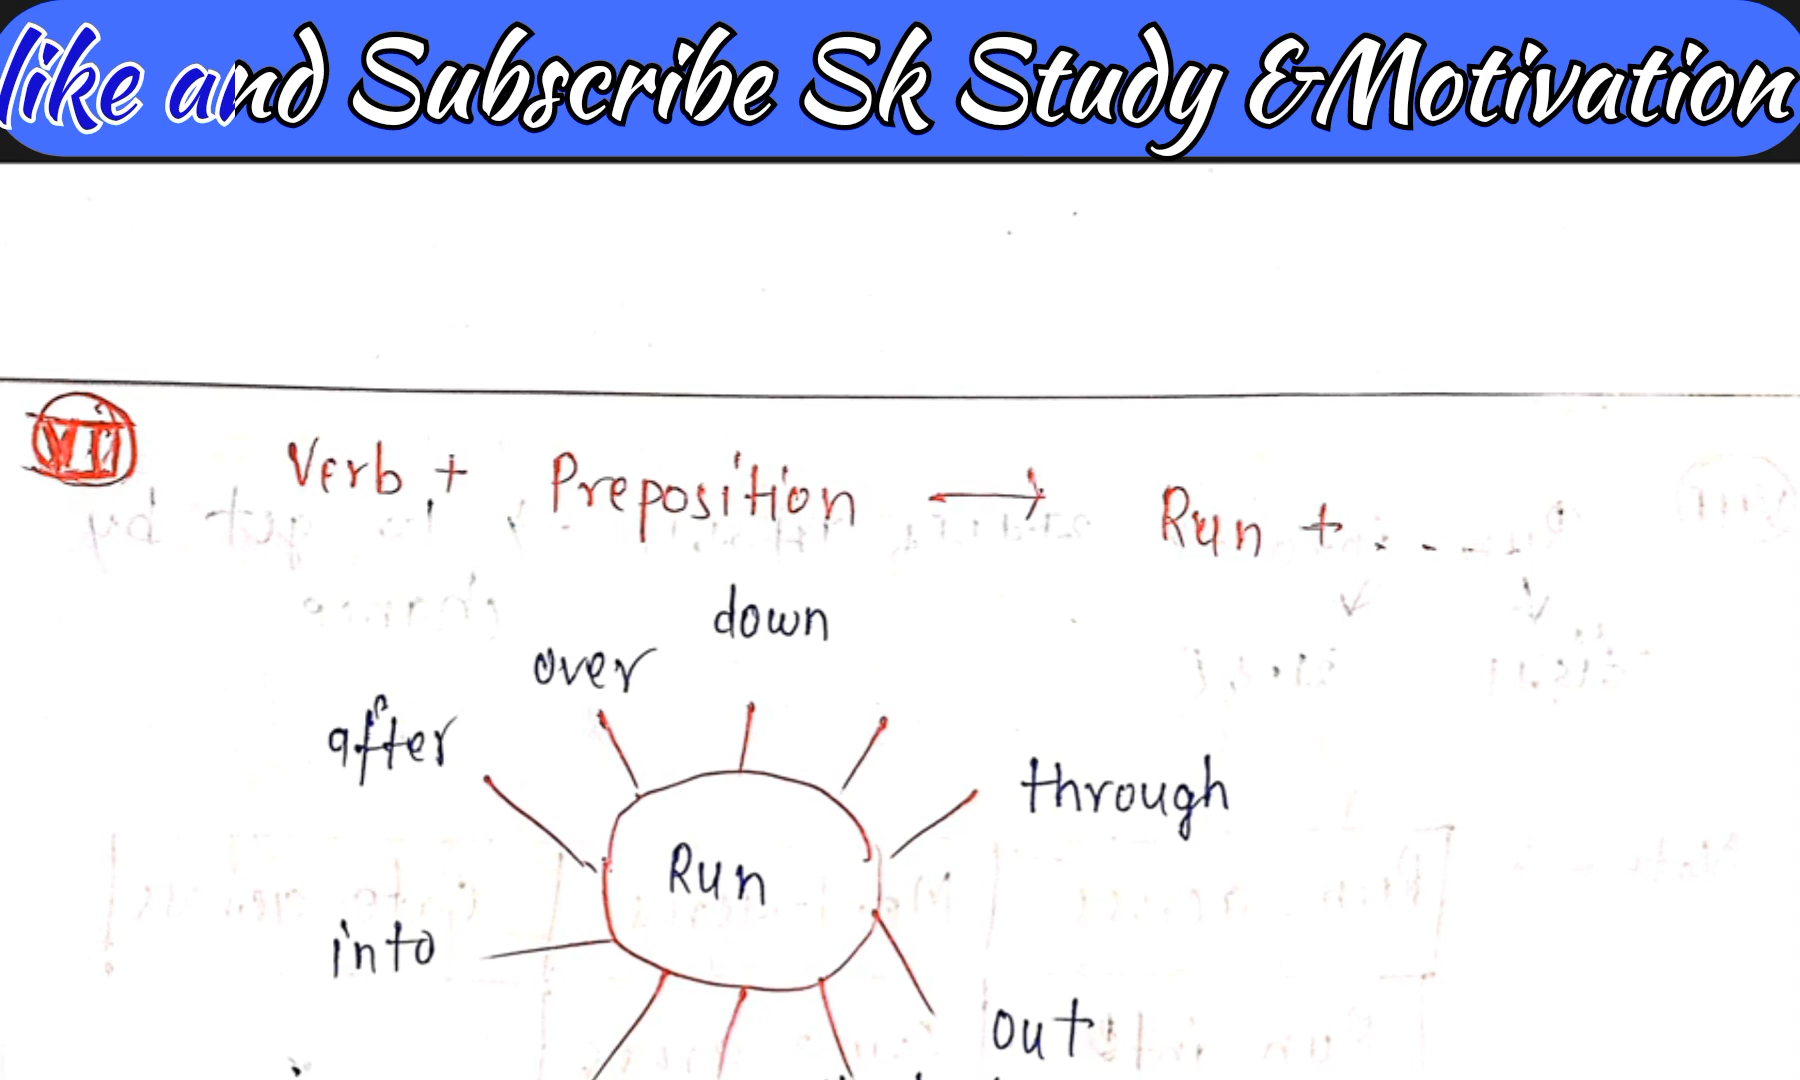 like and Subscribe Sk Study &Motivation
VII
Verb + Preposition → Run + . . . .
down
over
after
through
Run
into
out